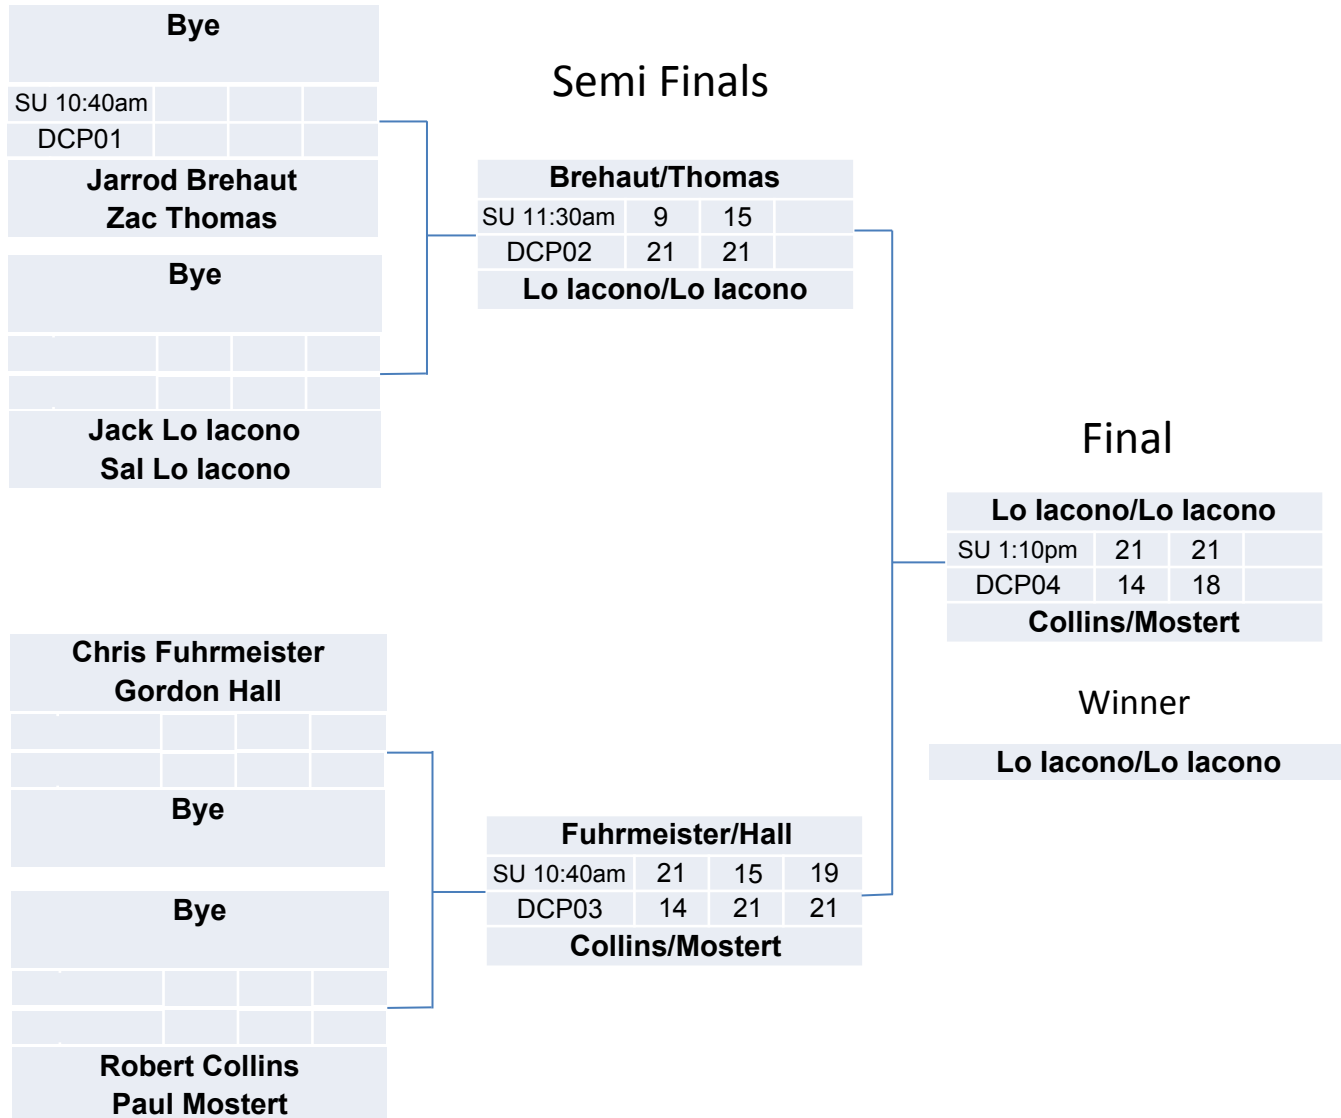 Bye
SU 10:40am
DCP01
Jarrod Brehaut
Zac Thomas
Bye
Jack Lo Iacono
Sal Lo Iacono
Chris Fuhrmeister
Gordon Hall
Bye
Bye
Robert Collins
Paul Mostert
Semi Finals
Brehaut/Thomas
SU 11:30am 9 15
DCP02 21 21
Lo Iacono/Lo Iacono
Fuhrmeister/Hall
SU 10:40am 21 15 19
DCP03 14 21 21
Collins/Mostert
Final
Lo Iacono/Lo Iacono
SU 1:10pm 21 21
DCP04 14 18
Collins/Mostert
Winner
Lo Iacono/Lo Iacono